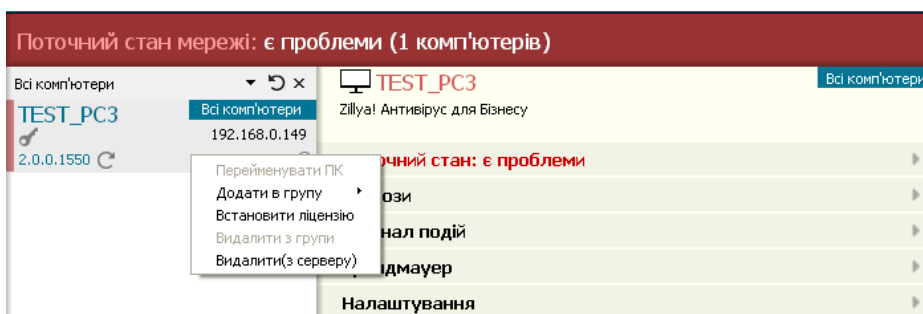 Поточний стан мережі: є проблеми (1 комп'ютерів)
Всі комп'ютери
TEST_PC3
Всі комп'ютери
192.168.0.149
2.0.0.1550
Перейменувати ПК
Додати в групу
Встановити ліцензію
Видалити з групи
Видалити(з серверу)
TEST_PC3
Всі комп'ютери
Zillya! Антивірус для Бізнесу
очний стан: є проблеми
ози
нал подій
ндмауер
Налаштування